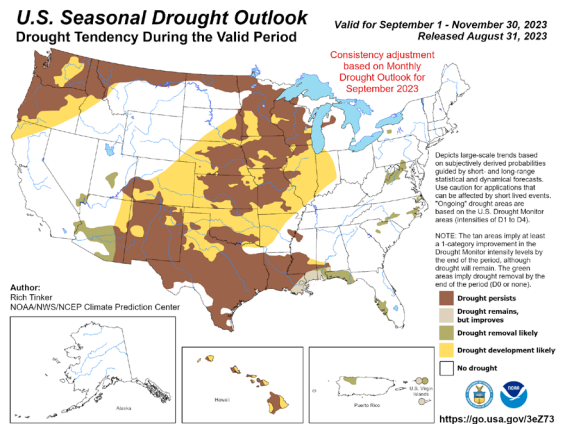 U.S. Seasonal Drought Outlook
Drought Tendency During the Valid Period
Valid for September 1 - November 30, 2023
Released August 31, 2023
Consistency adjustment
based on Monthly
Drought Outlook for
September 2023
Depicts large-scale trends based
on subjectively derived probabilities
guided by short- and long-range
statistical and dynamical forecasts.
Use caution for applications that
can be affected by short lived events.
"Ongoing" drought areas are
based on the U.S. Drought Monitor
areas (intensities of D1 to D4).
NOTE: The tan areas imply at least
a 1-category improvement in the
Drought Monitor intensity levels by
the end of the period, although
drought will remain. The green
areas imply drought removal by the
end of the period (D0 or none).
Author:
Rich Tinker
NOAA/NWS/NCEP Climate Prediction Center
Drought persists
Drought remains,
but improves
Drought removal likely
Drought development likely
No drought
Alaska
Hawaii
Puerto Rico
U.S. Virgin
Islands
NOAA
https://go.usa.gov/3eZ73